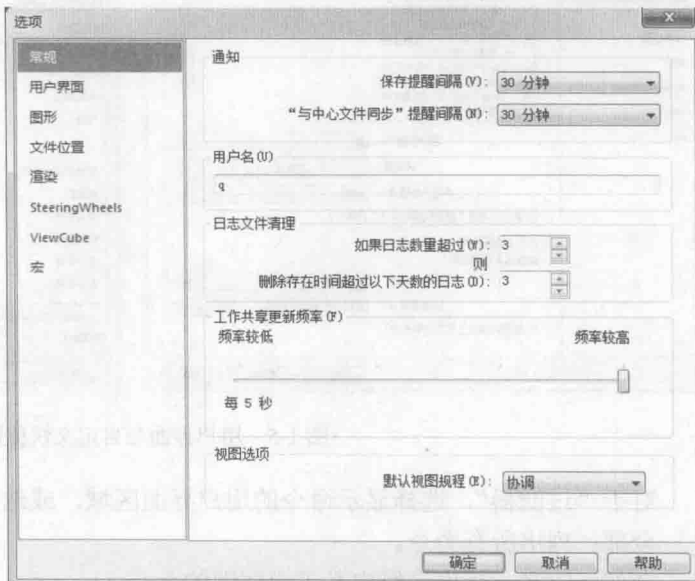 选项
常规
用户界面
图形
文件位置
渲染
SteeringWheels
ViewCube
宏
通知
保存提醒间隔(V): 30 分钟
“与中心文件同步”提醒间隔(N): 30 分钟
用户名(U)
q
日志文件清理
如果日志数量超过(W): 3
则
删除存在时间超过以下天数的日志(D): 3
工作共享更新频率(F)
频率较低 频率较高
每 5 秒
视图选项
默认视图规程(E): 协调
确定 取消 帮助